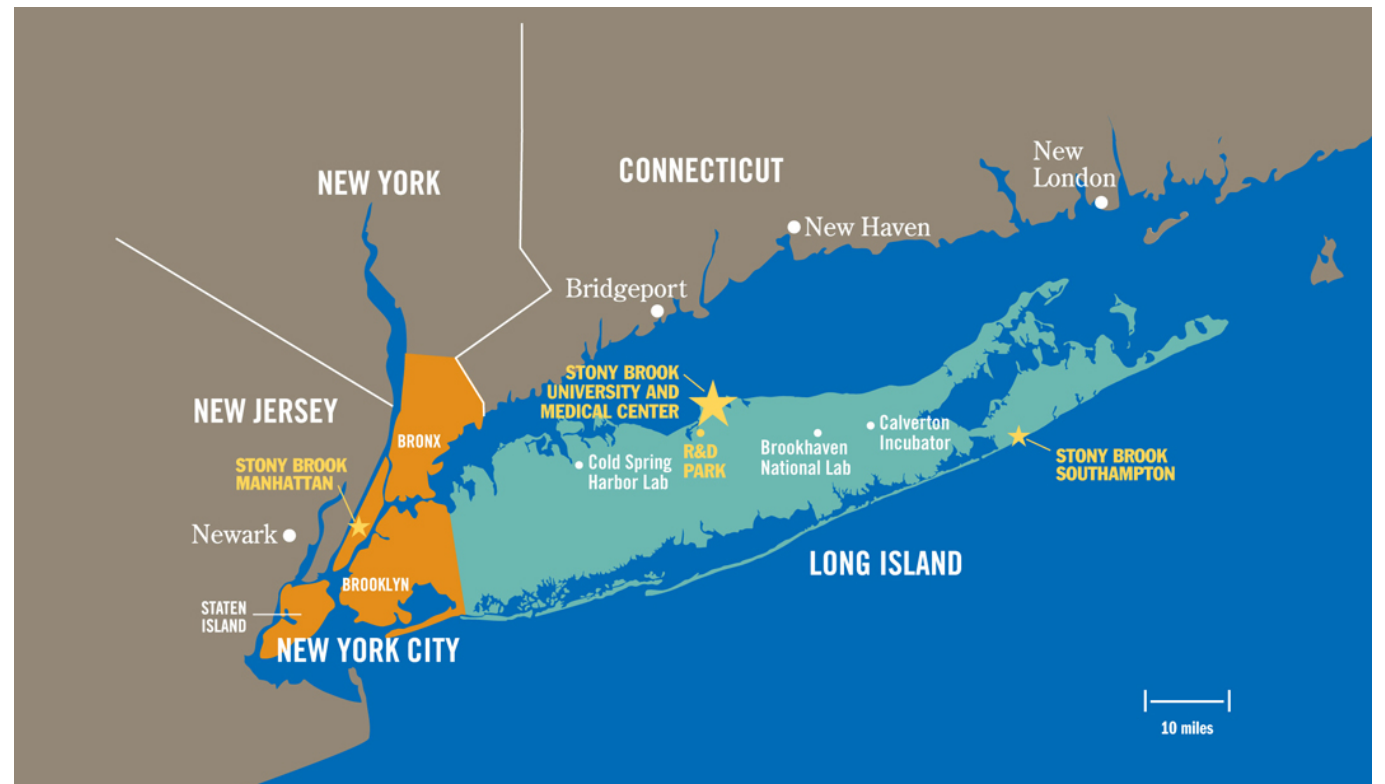 NEW YORK
CONNECTICUT
New
London
New Haven
Bridgeport
STONY BROOK
UNIVERSITY AND
MEDICAL CENTER
NEW JERSEY
BRONX
STONY BROOK
MANHATTAN
R&D
PARK
Cold Spring
Harbor Lab
Brookhaven
National Lab
Calverton
Incubator
STONY BROOK
SOUTHAMPTON
Newark
BROOKLYN
LONG ISLAND
STATEN
ISLAND
NEW YORK CITY
10 miles